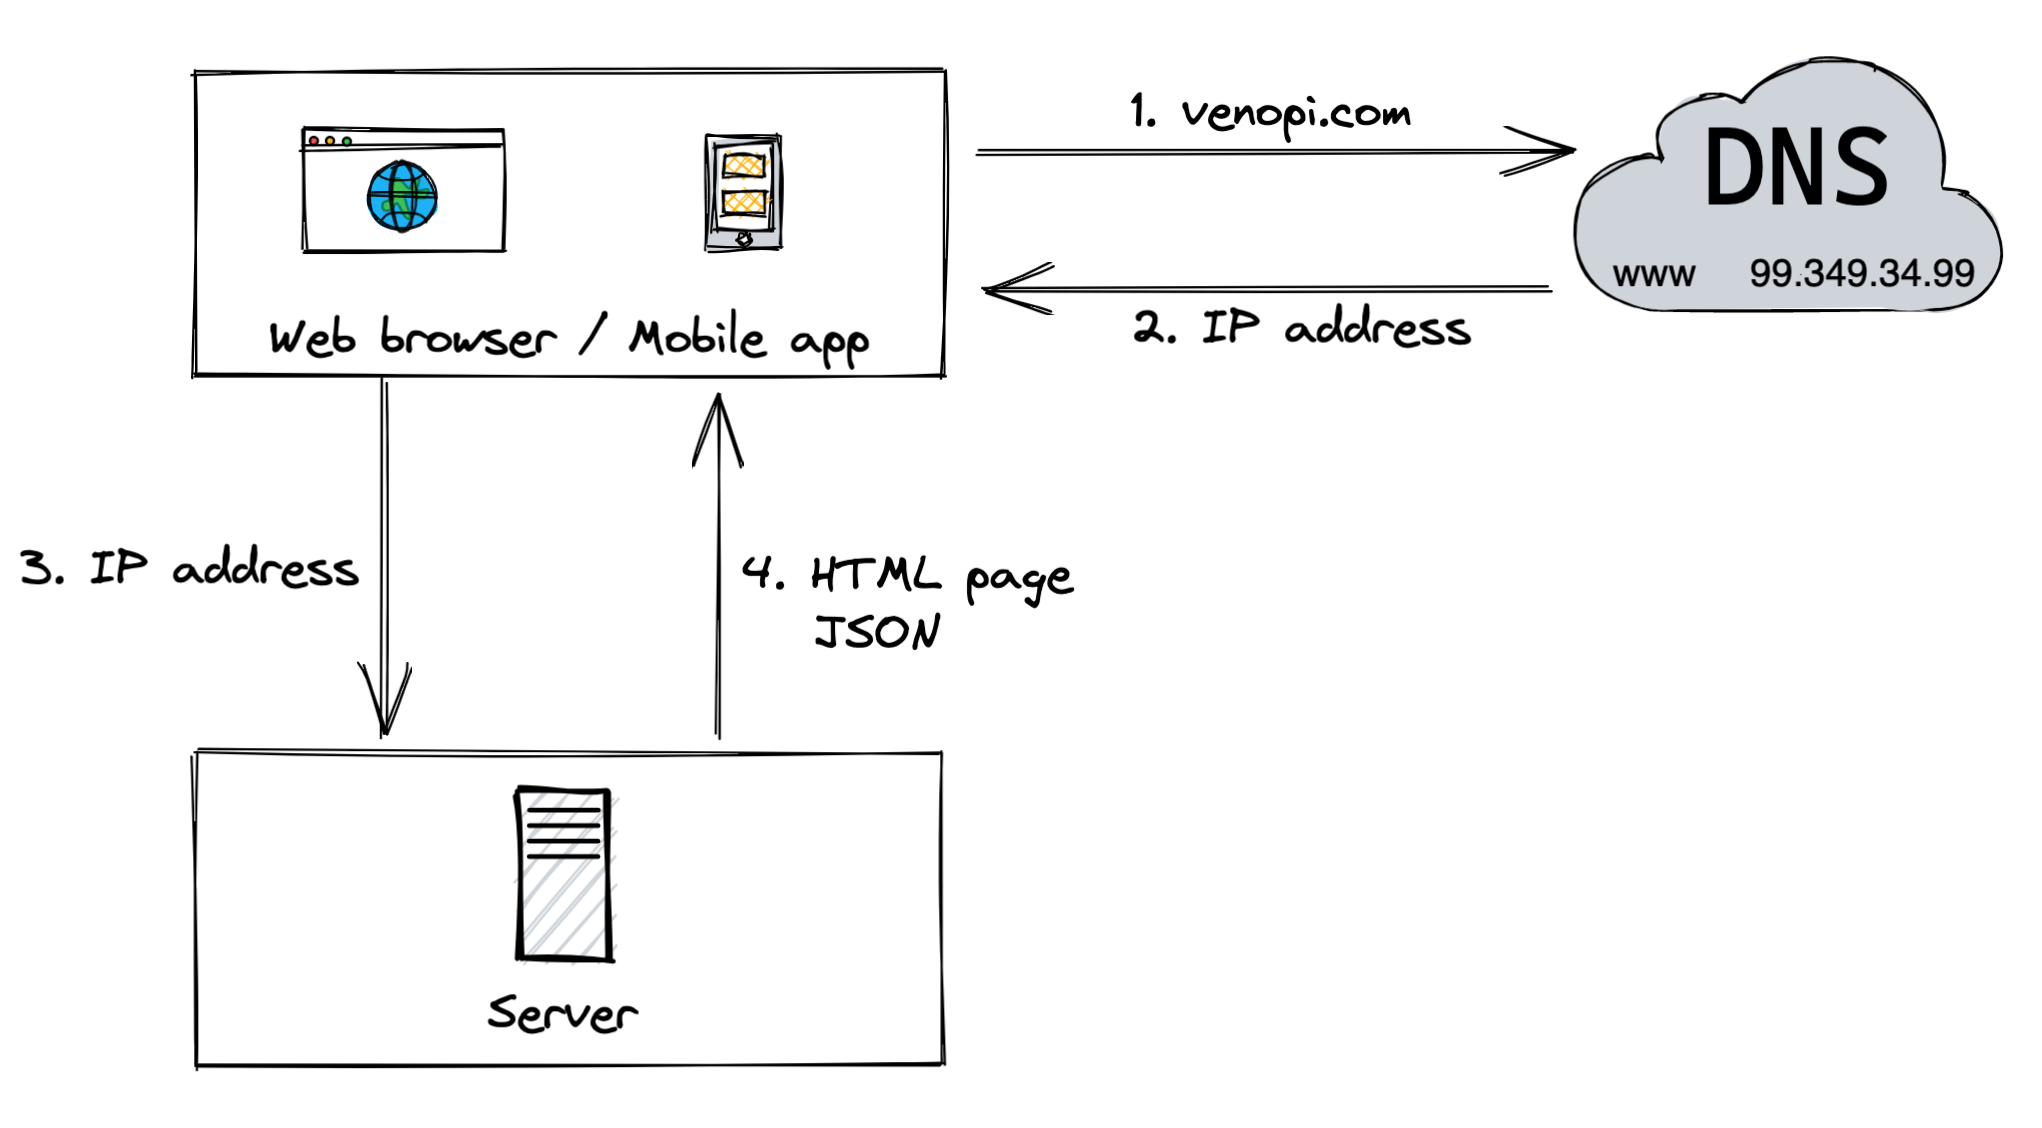 1. venopi.com
DNS
www 99.349.34.99
2. IP address
Web browser / Mobile app
3. IP address
4. HTML page
JSON
Server